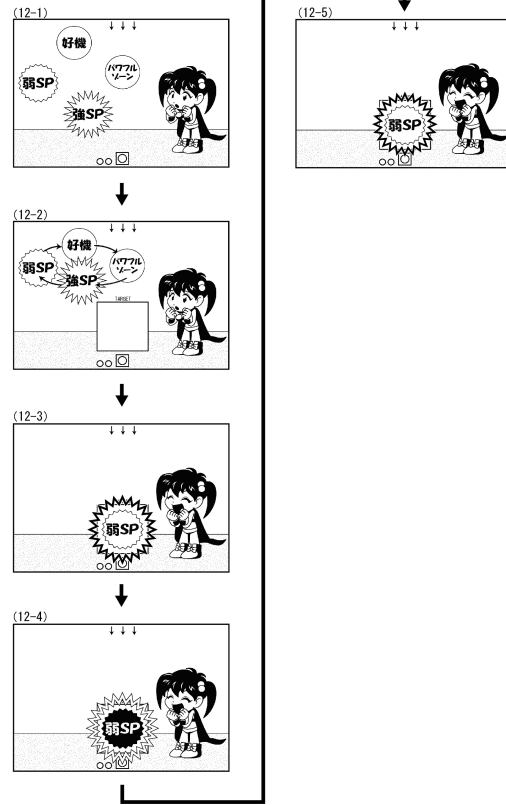 (12-1)
↓ ↓ ↓
好機
パワフル
ゾーン
弱SP
強SP
(12-2)
↓ ↓ ↓
好機
弱SP
パワフル
ゾーン
強SP
TARGET
(12-3)
↓ ↓ ↓
弱SP
(12-4)
↓ ↓ ↓
弱SP
(12-5)
↓ ↓ ↓
弱SP